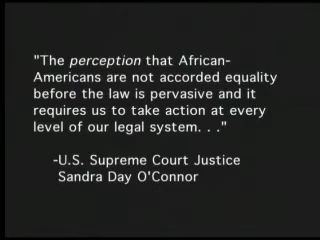 "The perception that African-
Americans are not accorded equality
before the law is pervasive and it
requires us to take action at every
level of our legal system. . ."
-U.S. Supreme Court Justice
Sandra Day O'Connor